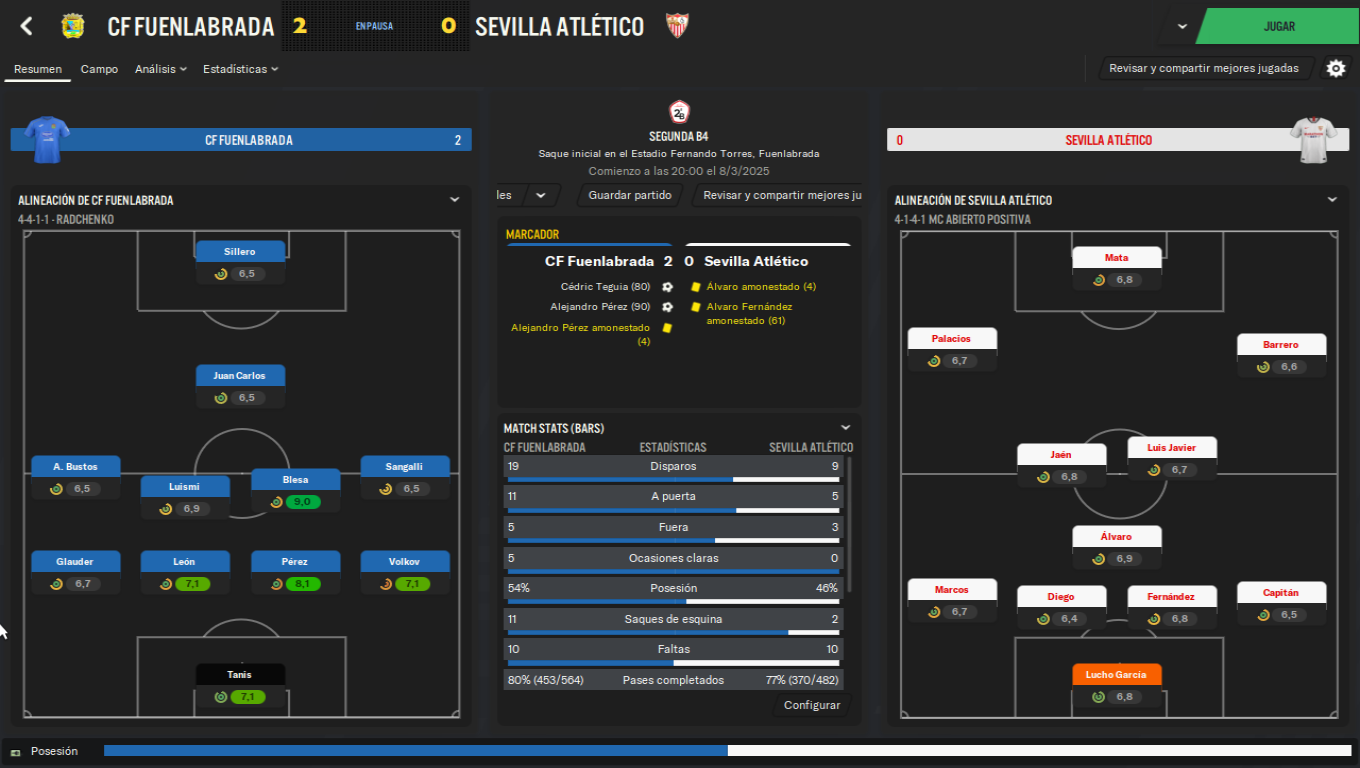 CF FUENLABRADA 2 EN PAUSA 0 SEVILLA ATLÉTICO JUGAR
Resumen Campo Análisis Estadísticas Revisar y compartir mejores jugadas
CF FUENLABRADA 2
2B
SEGUNDA B4
Saque inicial en el Estadio Fernando Torres, Fuenlabrada
Comienzo a las 20:00 el 8/3/2025
les Guardar partido Revisar y compartir mejores ju
0 SEVILLA ATLÉTICO
ALINEACIÓN DE CF FUENLABRADA
4-4-1-1 - RADCHENKO
Sillero
6,5
Juan Carlos
6,5
A. Bustos
6,5
Luismi
6,9
Blesa
9,0
Sangalli
6,5
Glauder
6,7
León
7,1
Pérez
8,1
Volkov
7,1
Tanis
7,1
MARCADOR
CF Fuenlabrada 2 0 Sevilla Atlético
Cédric Teguia (80)
Alejandro Pérez (90)
Alejandro Pérez amonestado
(4)
Álvaro amonestado (4)
Alvaro Fernández
amonestado (61)
MATCH STATS (BARS)
CF FUENLABRADA ESTADÍSTICAS SEVILLA ATLÉTICO
19 Disparos 9
11 A puerta 5
5 Fuera 3
5 Ocasiones claras 0
54% Posesión 46%
11 Saques de esquina 2
10 Faltas 10
80% (453/564) Pases completados 77% (370/482)
Configurar
ALINEACIÓN DE SEVILLA ATLÉTICO
4-1-4-1 MC ABIERTO POSITIVA
Mata
6,8
Palacios
6,7
Barrero
6,6
Jaén
6,8
Luis Javier
6,7
Álvaro
6,9
Marcos
6,7
Diego
6,4
Fernández
6,8
Capitán
6,5
Lucho García
6,8
Posesión